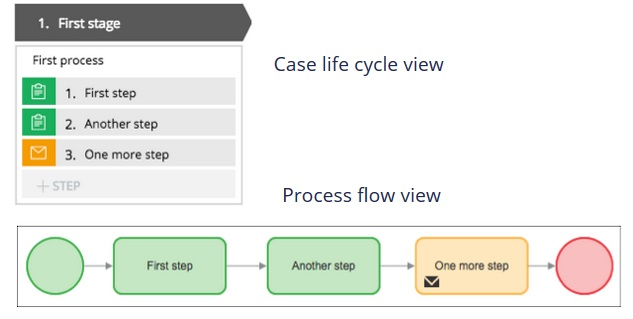 1. First stage
First process
Case life cycle view
1. First step
2. Another step
3. One more step
+ STEP
Process flow view
First step
Another step
One more step